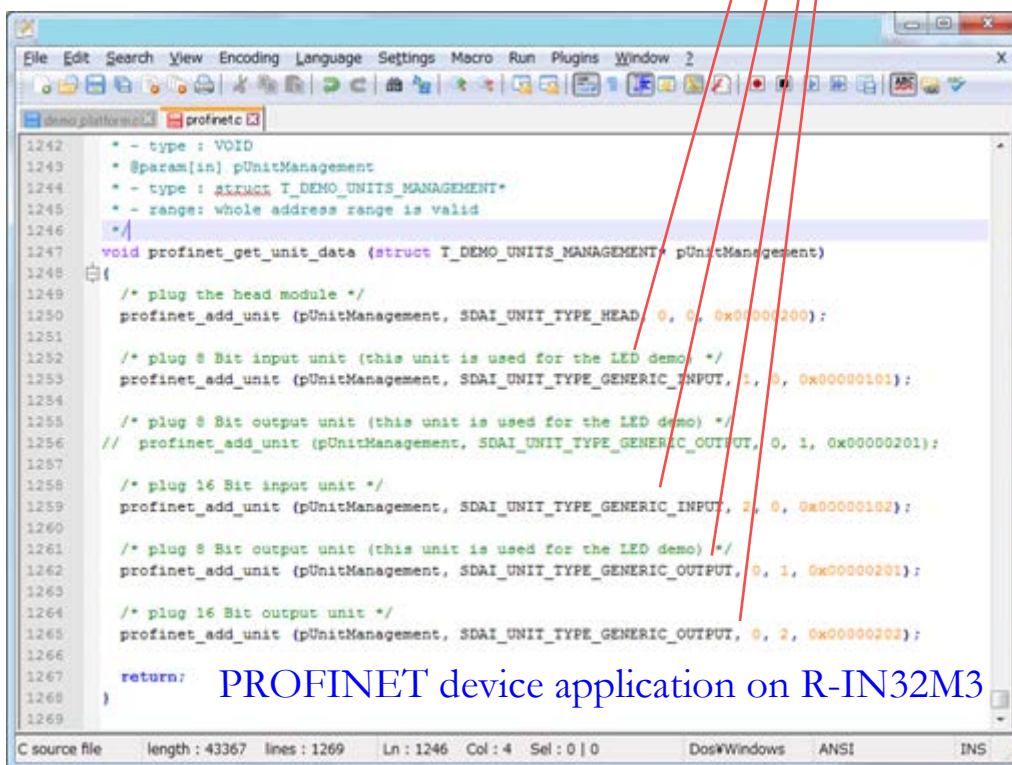 File Edit Search View Encoding Language Settings Macro Run Plugins Window ? X
demo_platform.c profinet.c
1242 * - type : VOID
1243 * @param[in] pUnitManagement
1244 * - type : struct T_DEMO_UNITS_MANAGEMENT*
1245 * - range: whole address range is valid
1246 */
1247 void profinet_get_unit_data (struct T_DEMO_UNITS_MANAGEMENT* pUnitManagement)
1248 {
1249 /* plug the head module */
1250 profinet_add_unit (pUnitManagement, SDAI_UNIT_TYPE_HEAD, 0, 0, 0x00000200);
1251
1252 /* plug 8 Bit input unit (this unit is used for the LED demo) */
1253 profinet_add_unit (pUnitManagement, SDAI_UNIT_TYPE_GENERIC_INPUT, 1, 0, 0x00000101);
1254
1255 /* plug 8 Bit output unit (this unit is used for the LED demo) */
1256 // profinet_add_unit (pUnitManagement, SDAI_UNIT_TYPE_GENERIC_OUTPUT, 0, 1, 0x00000201);
1257
1258 /* plug 16 Bit input unit */
1259 profinet_add_unit (pUnitManagement, SDAI_UNIT_TYPE_GENERIC_INPUT, 2, 0, 0x00000102);
1260
1261 /* plug 8 Bit output unit (this unit is used for the LED demo) */
1262 profinet_add_unit (pUnitManagement, SDAI_UNIT_TYPE_GENERIC_OUTPUT, 0, 1, 0x00000201);
1263
1264 /* plug 16 Bit output unit */
1265 profinet_add_unit (pUnitManagement, SDAI_UNIT_TYPE_GENERIC_OUTPUT, 0, 2, 0x00000202);
1266
1267 return;
1268 }
1269
PROFINET device application on R-IN32M3
C source file length : 43367 lines : 1269 Ln : 1246 Col : 4 Sel : 0 | 0 Dos¥Windows ANSI INS